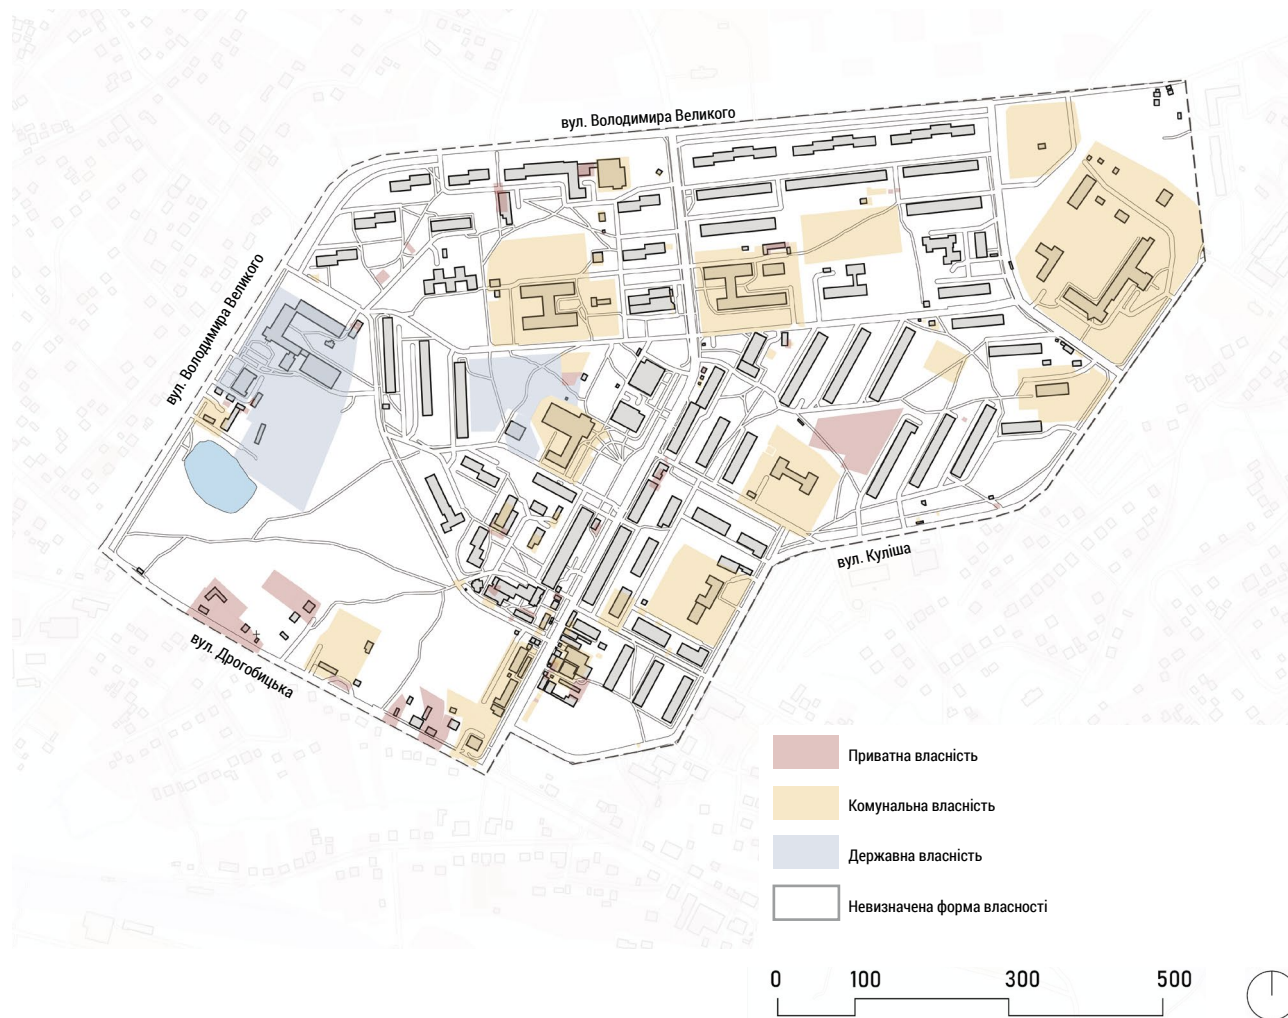 вул. Володимира Великого
вул. Володимира Великого
вул. Куліша
вул. Дрогобицька
Приватна власність
Комунальна власність
Державна власність
Невизначена форма власності
0 100 300 500